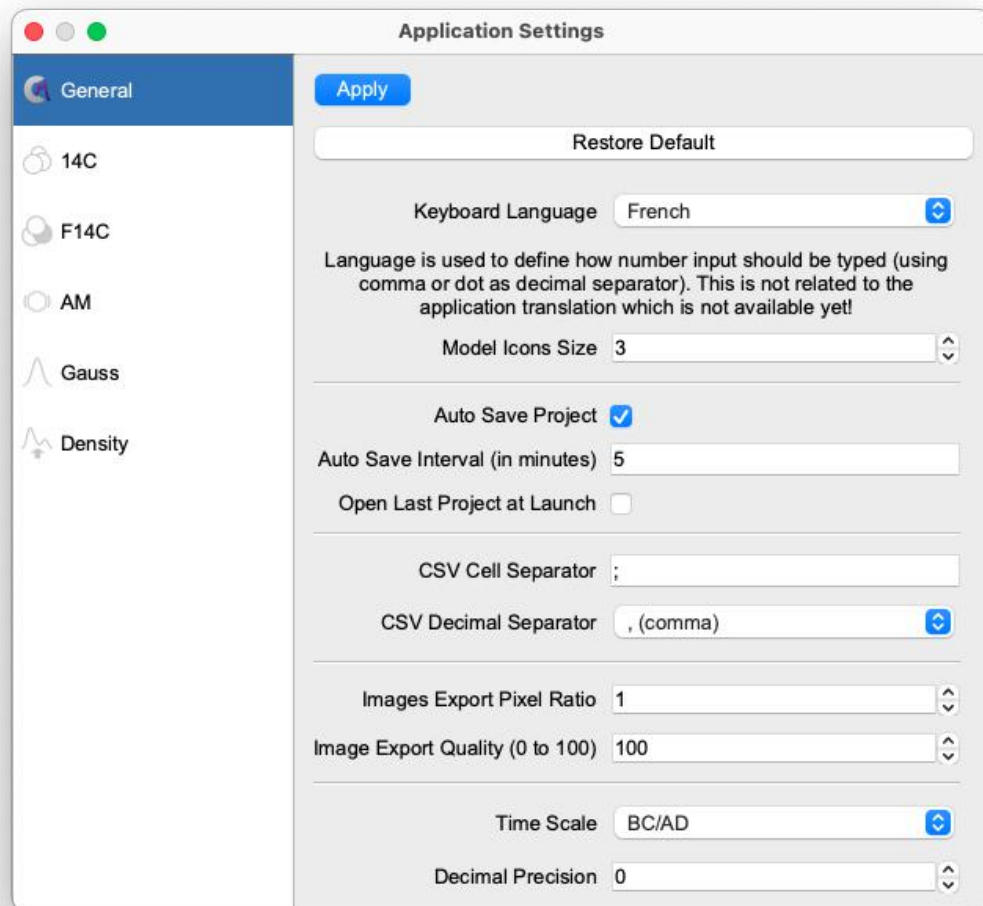 Application Settings
General
14C
F14C
AM
Gauss
Density
Apply
Restore Default
Keyboard Language French
Language is used to define how number input should be typed (using
comma or dot as decimal separator). This is not related to the
application translation which is not available yet!
Model Icons Size 3
Auto Save Project
Auto Save Interval (in minutes) 5
Open Last Project at Launch
CSV Cell Separator ;
CSV Decimal Separator , (comma)
Images Export Pixel Ratio 1
Image Export Quality (0 to 100) 100
Time Scale BC/AD
Decimal Precision 0